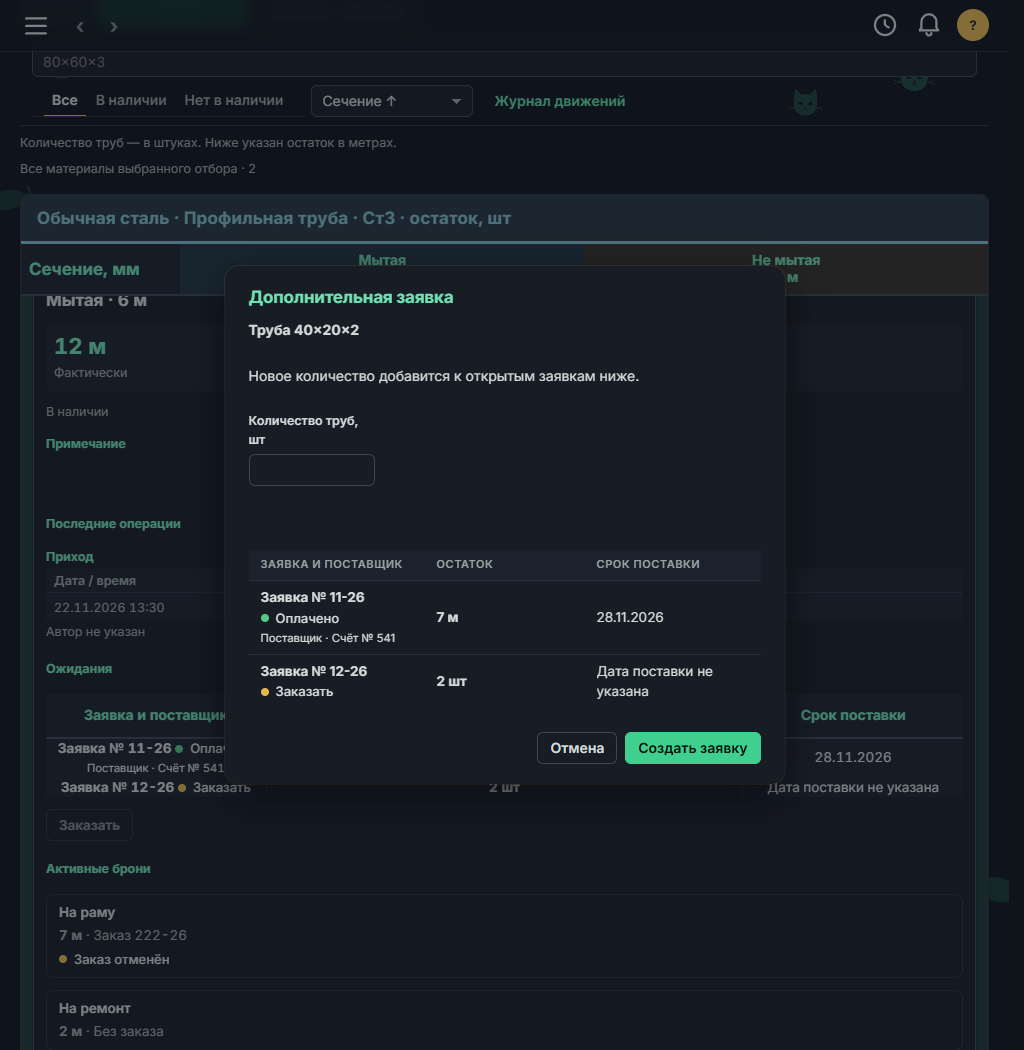 ?
80×60×3
Все В наличии Нет в наличии Сечение ↑ Журнал движений
Количество труб — в штуках. Ниже указан остаток в метрах.
Все материалы выбранного отбора · 2
Обычная сталь · Профильная труба · Ст3 · остаток, шт
Сечение, мм
Мытая
Не мытая
м
Мытая · 6 м
12 м
Фактически
В наличии
Примечание
Последние операции
Приход
Дата / время
22.11.2026 13:30
Автор не указан
Ожидания
Заявка и поставщик Срок поставки
Заявка № 11-26 Опла
Поставщик · Счёт № 541
28.11.2026
Заявка № 12-26 Заказать 2 шт Дата поставки не указана
Заказать
Активные брони
На раму
7 м · Заказ 222-26
Заказ отменён
На ремонт
2 м · Без заказа
Дополнительная заявка
Труба 40×20×2
Новое количество добавится к открытым заявкам ниже.
Количество труб,
шт
ЗАЯВКА И ПОСТАВЩИК ОСТАТОК СРОК ПОСТАВКИ
Заявка № 11-26
Оплачено
Поставщик · Счёт № 541
7 м
28.11.2026
Заявка № 12-26
Заказать
2 шт
Дата поставки не
указана
Отмена Создать заявку